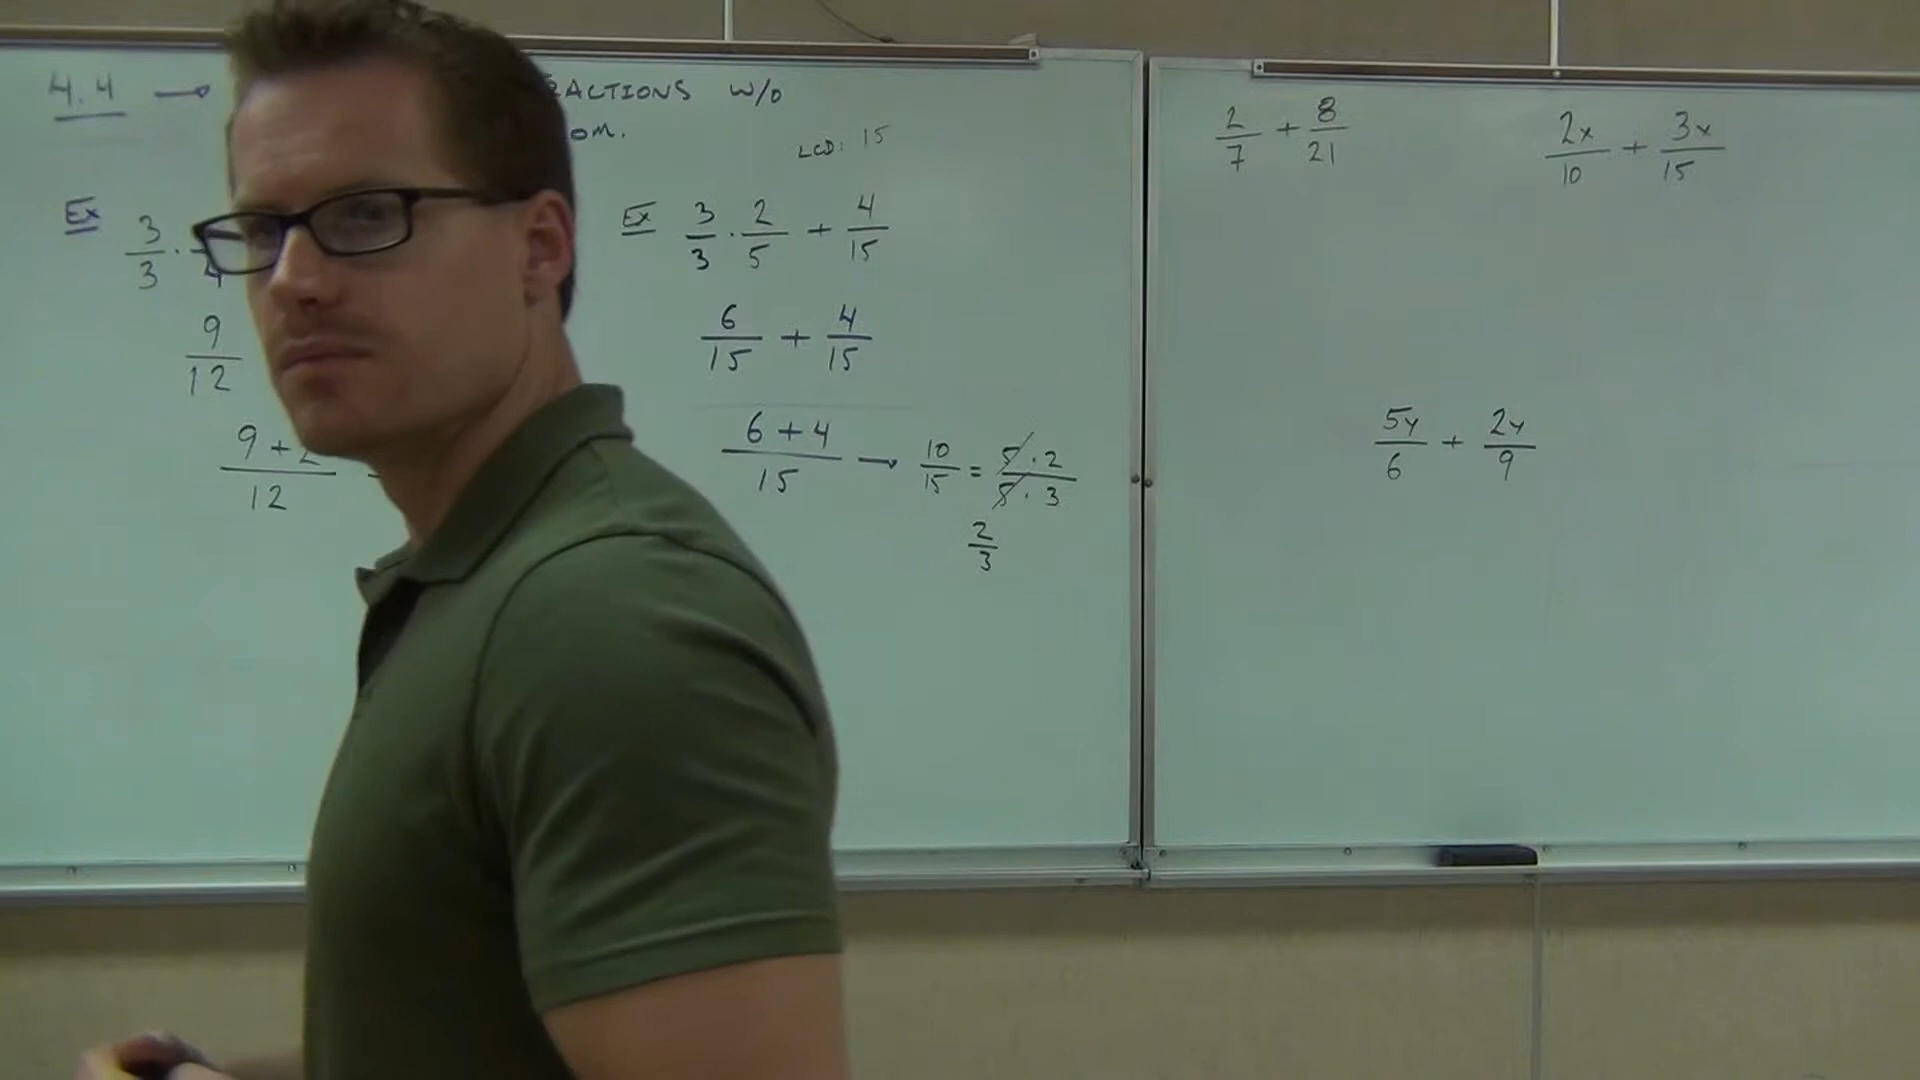 4.4 → ACTIONS w/o
OM.
LCD: 15
Ex 3/3 ·
9/12
9 + 2 / 12
Ex 3/3 · 2/5 + 4/15
6/15 + 4/15
6 + 4 / 15 → 10/15 = 5 · 2 / 5 · 3
2/3
2/7 + 8/21
2x/10 + 3x/15
5y/6 + 2y/9